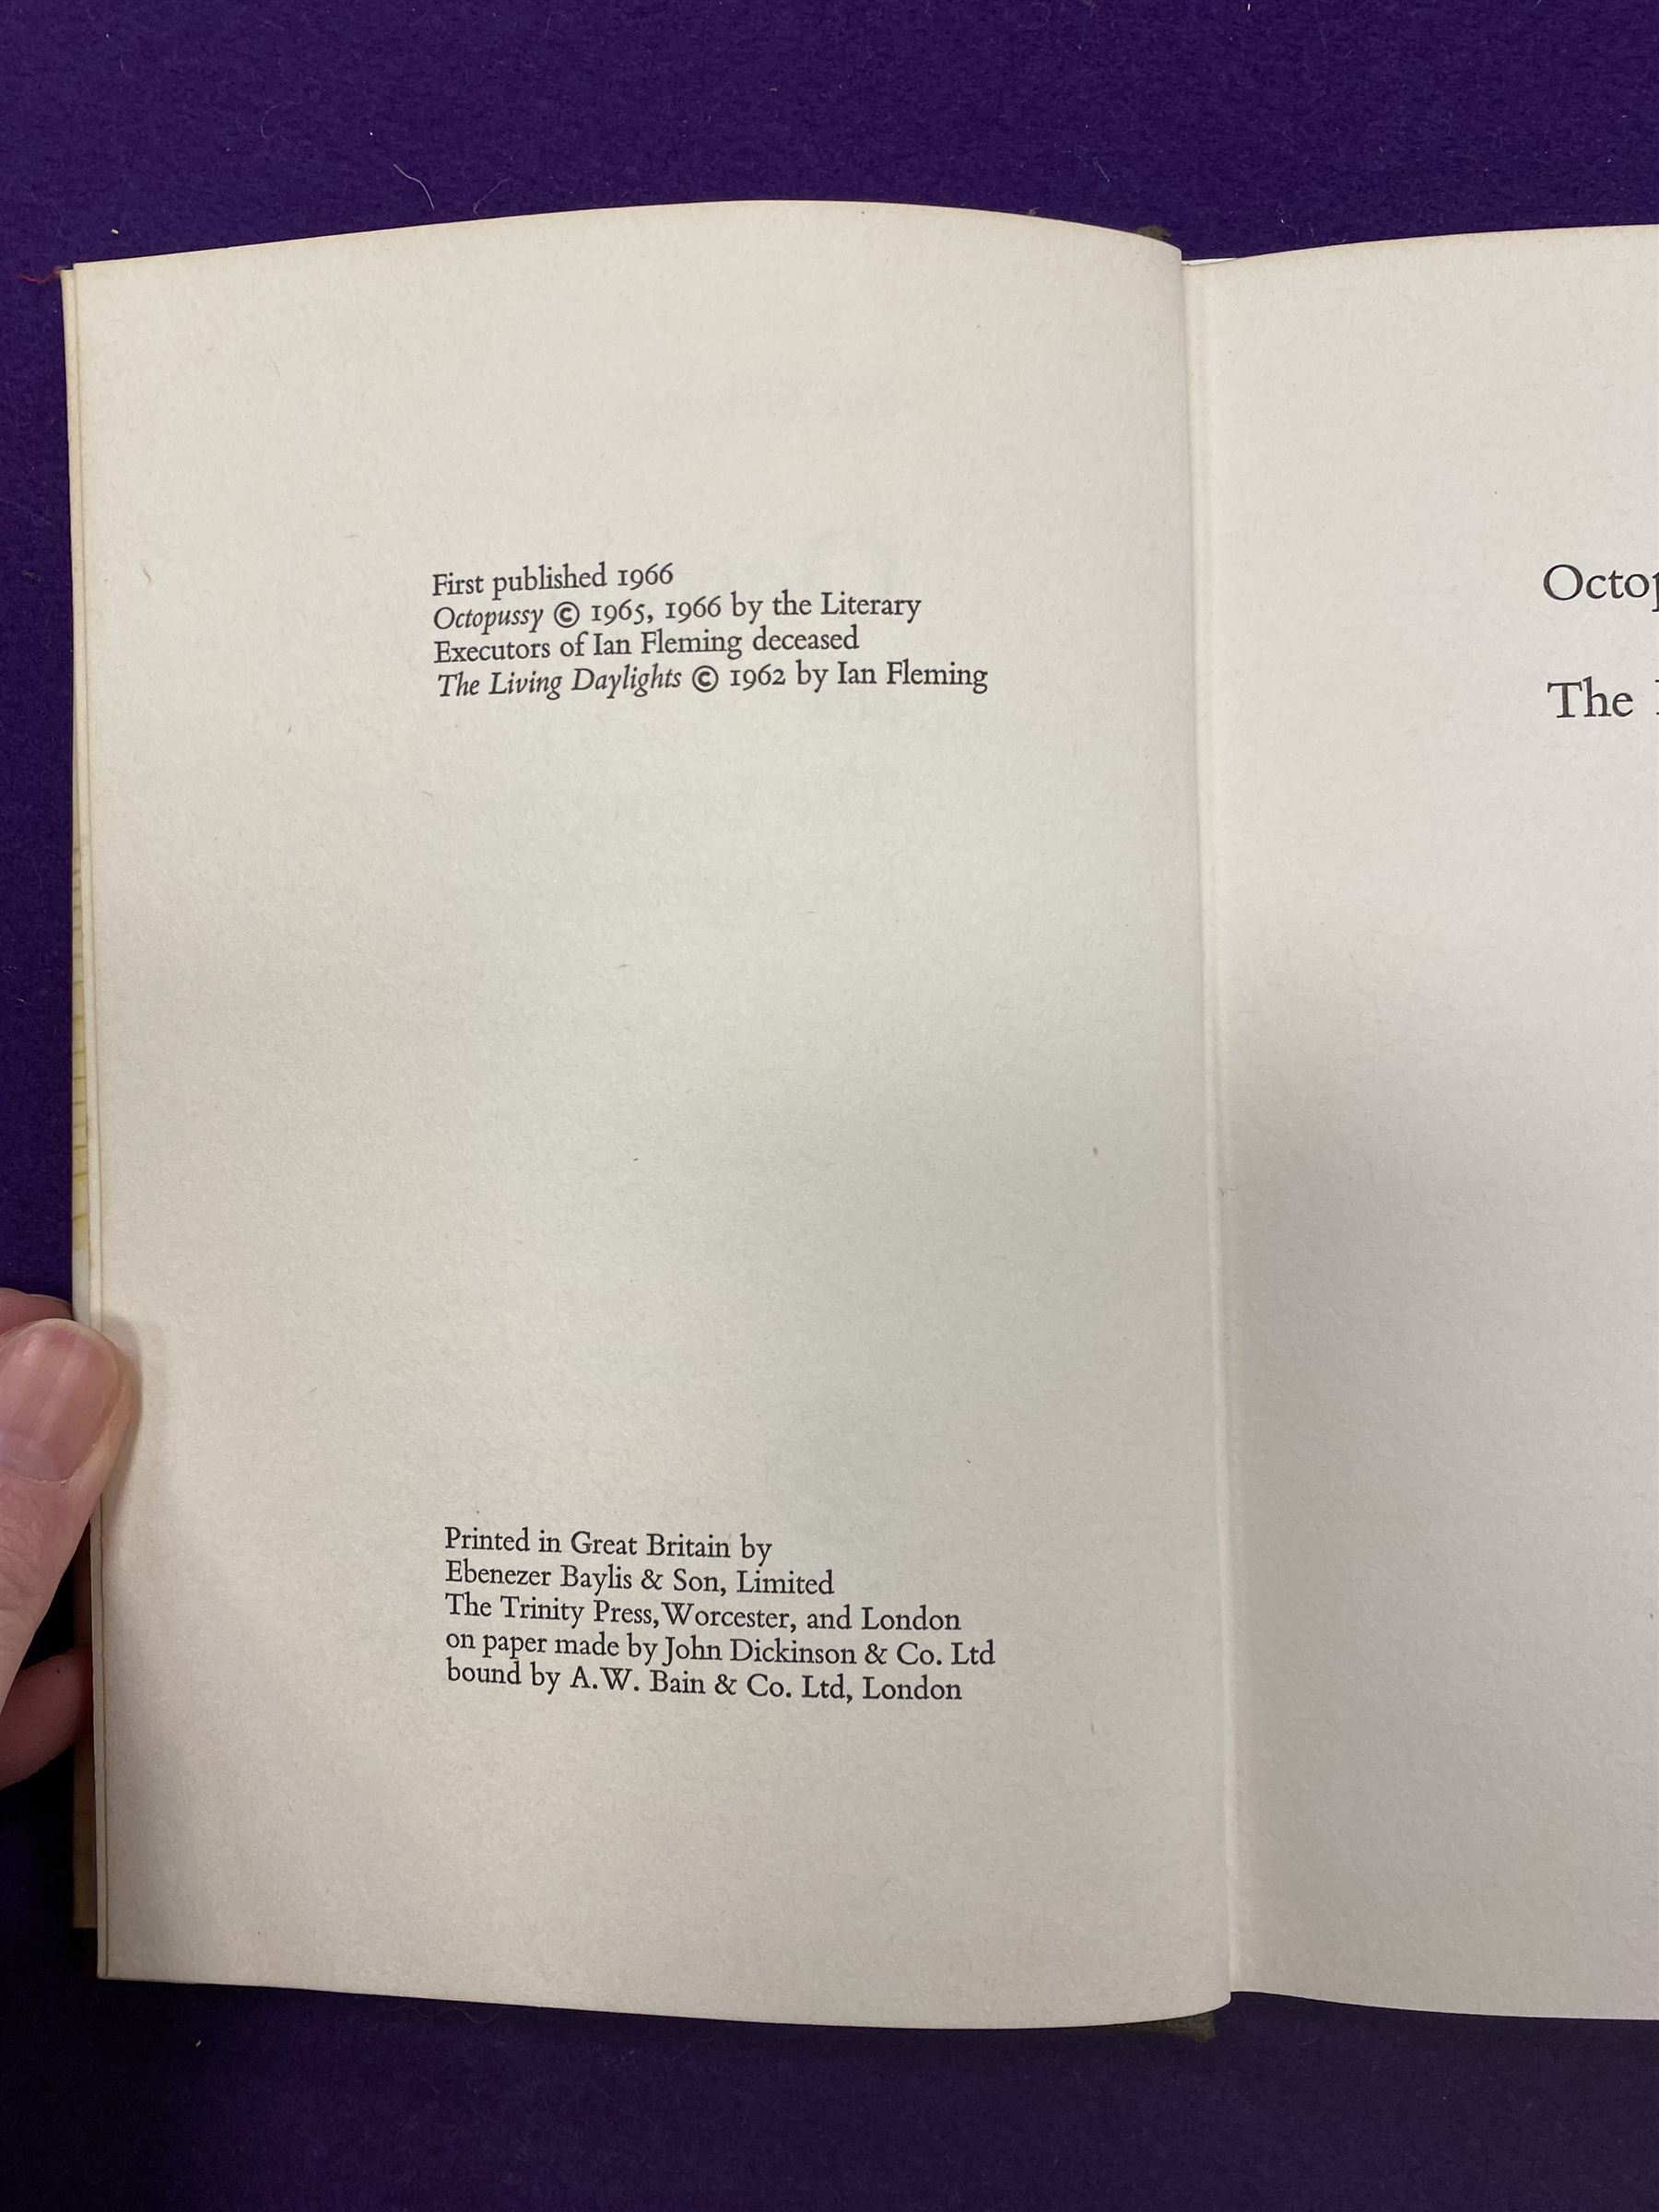 First published 1966
Octopussy © 1965, 1966 by the Literary
Executors of Ian Fleming deceased
The Living Daylights © 1962 by Ian Fleming
Printed in Great Britain by
Ebenezer Baylis & Son, Limited
The Trinity Press, Worcester, and London
on paper made by John Dickinson & Co. Ltd
bound by A. W. Bain & Co. Ltd, London
The